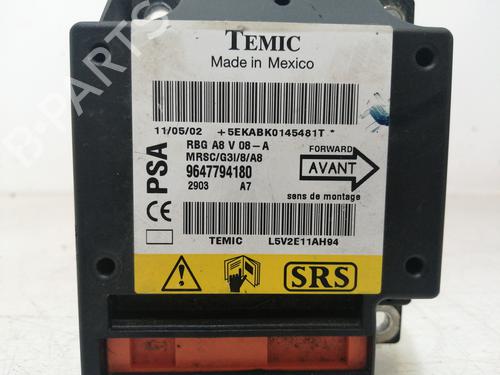 TEMIC
Made in Mexico
11/05/02 +5EKABK0145481T *
PSA
RBG A8 V 08-A
MRSC/G3I/8/A8
9647794180
2903 A7
FORWARD
AVANT
sens de montage
CE
TEMIC L5V2E11AH94
SRS
B-Parts